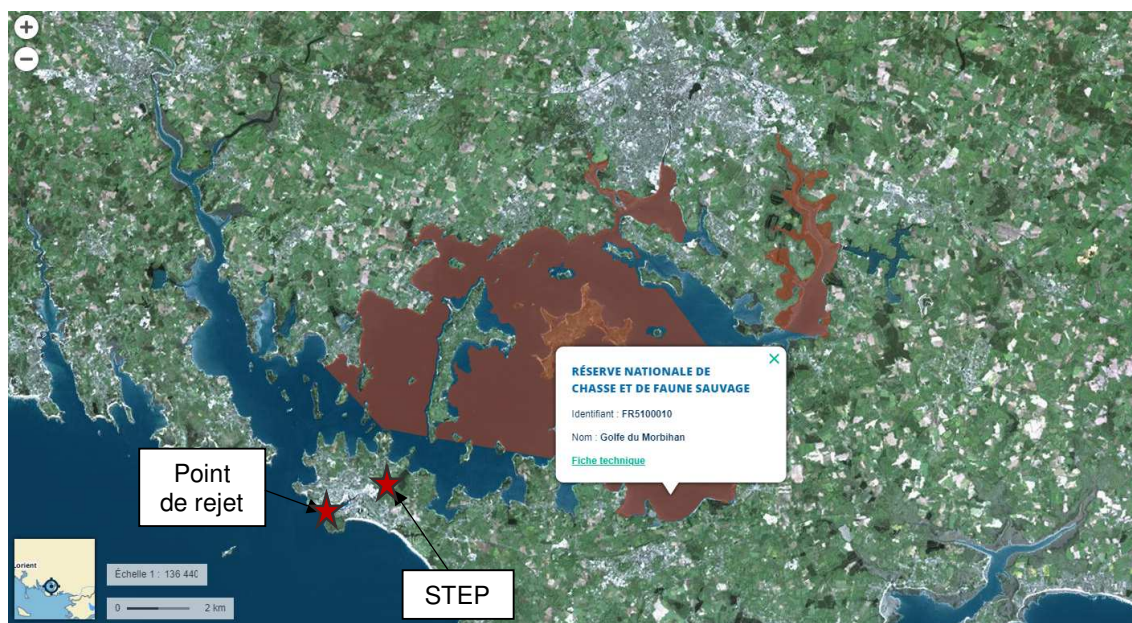 +
−
×
RÉSERVE NATIONALE DE
CHASSE ET DE FAUNE SAUVAGE
Identifiant : FR5100010
Nom : Golfe du Morbihan
Fiche technique
Point
de rejet
STEP
Lorient
Échelle 1 : 136 440
0 2 km